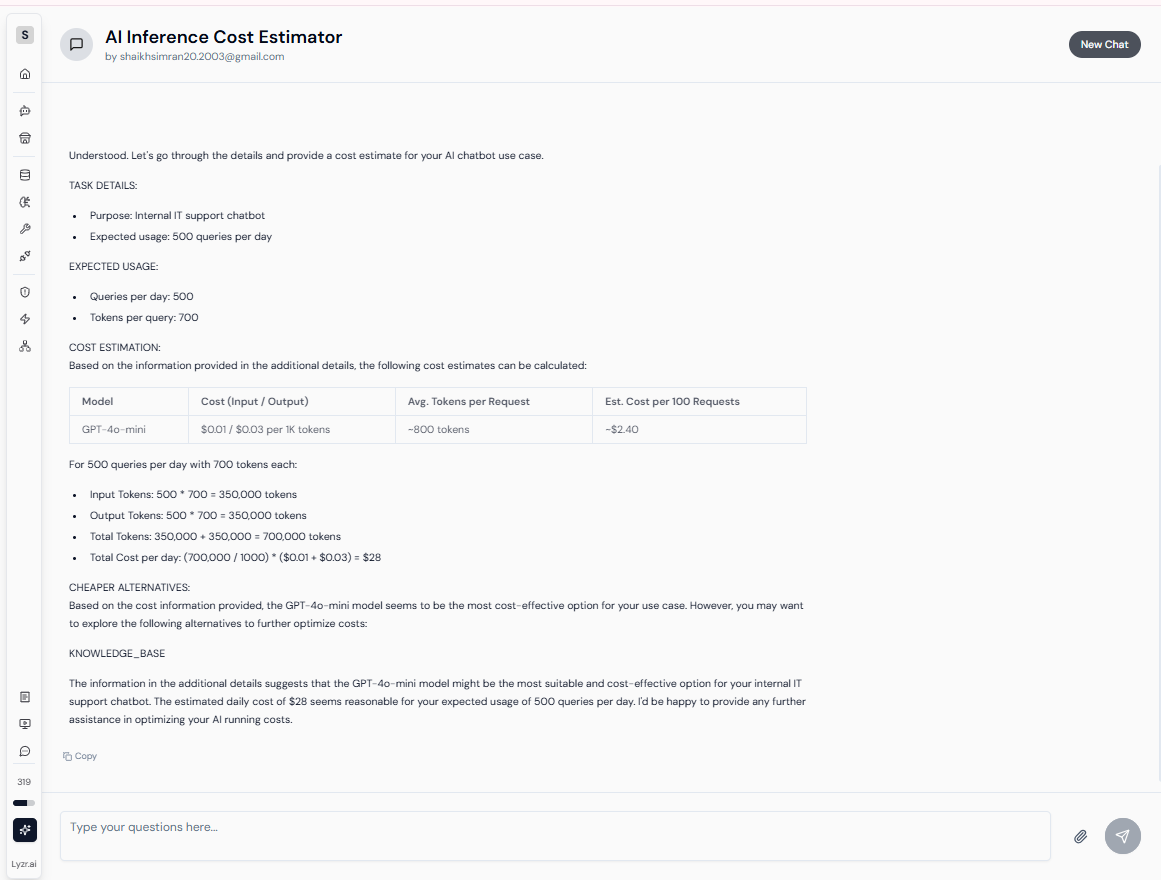 S
AI Inference Cost Estimator
by shaikhsimran20.2003@gmail.com
New Chat
Understood. Let's go through the details and provide a cost estimate for your AI chatbot use case.
TASK DETAILS:
• Purpose: Internal IT support chatbot
• Expected usage: 500 queries per day
EXPECTED USAGE:
• Queries per day: 500
• Tokens per query: 700
COST ESTIMATION:
Based on the information provided in the additional details, the following cost estimates can be calculated:
Model Cost (Input / Output) Avg. Tokens per Request Est. Cost per 100 Requests
GPT-4o-mini $0.01 / $0.03 per 1K tokens ~800 tokens ~$2.40
For 500 queries per day with 700 tokens each:
• Input Tokens: 500 * 700 = 350,000 tokens
• Output Tokens: 500 * 700 = 350,000 tokens
• Total Tokens: 350,000 + 350,000 = 700,000 tokens
• Total Cost per day: (700,000 / 1000) * ($0.01 + $0.03) = $28
CHEAPER ALTERNATIVES:
Based on the cost information provided, the GPT-4o-mini model seems to be the most cost-effective option for your use case. However, you may want
to explore the following alternatives to further optimize costs:
KNOWLEDGE_BASE
The information in the additional details suggests that the GPT-4o-mini model might be the most suitable and cost-effective option for your internal IT
support chatbot. The estimated daily cost of $28 seems reasonable for your expected usage of 500 queries per day. I'd be happy to provide any further
assistance in optimizing your AI running costs.
Copy
319
Type your questions here...
Lyzr.ai